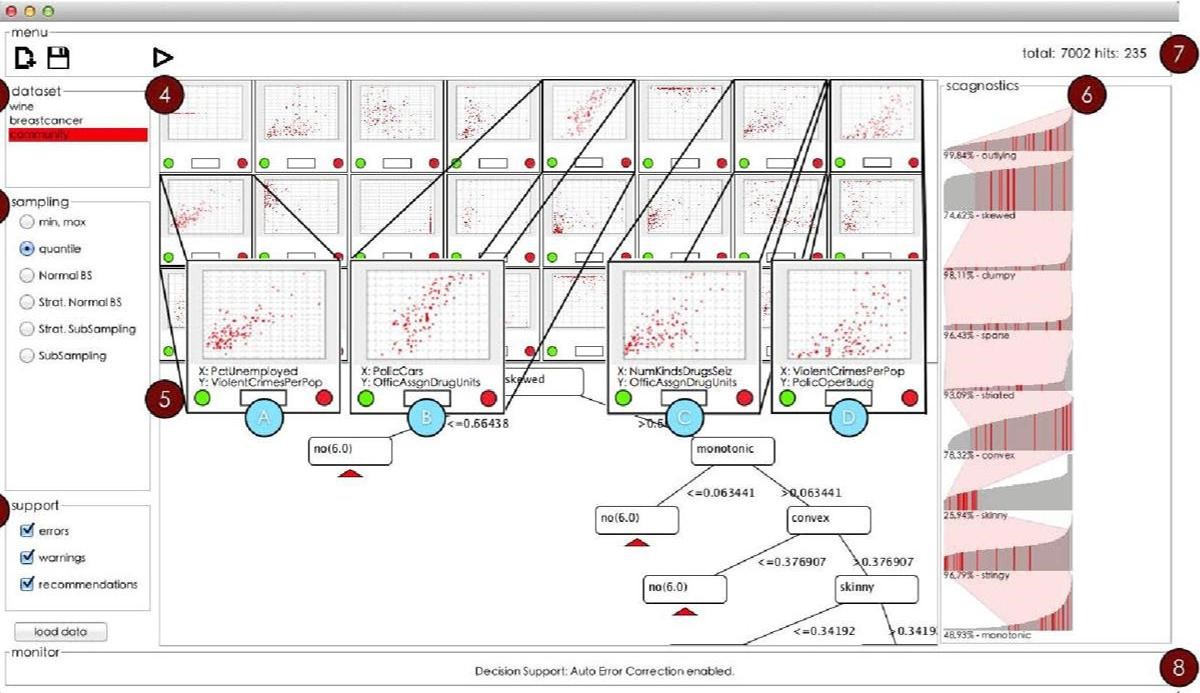 menu
total: 7002 hits: 235
7
dataset
wine
breastcancer
community
4
scagnostics
6
99,84% - outlying
74,62% - skewed
98,11% - clumpy
96,43% - sparse
93,09% - striated
78,32% - convex
25,94% - skinny
96,79% - stringy
48,93% - monotonic
sampling
min, max
quantile
Normal BS
Strat. Normal BS
Strat. SubSampling
SubSampling
X: PctUnemployed
Y: ViolentCrimesPerPop
X: PolicCars
Y: OfficAssgnDrugUnits
X: NumKindsDrugsSeiz
Y: OfficAssgnDrugUnits
X: ViolentCrimesPerPop
Y: PolicOperBudg
5
A
B
C
D
skewed
<=0.66438
>0.6
no(6.0)
monotonic
<=0.063441
>0.063441
no(6.0)
convex
<=0.376907
>0.376907
no(6.0)
skinny
<=0.34192
>0.3419
support
errors
warnings
recommendations
load data
monitor
Decision Support: Auto Error Correction enabled.
8